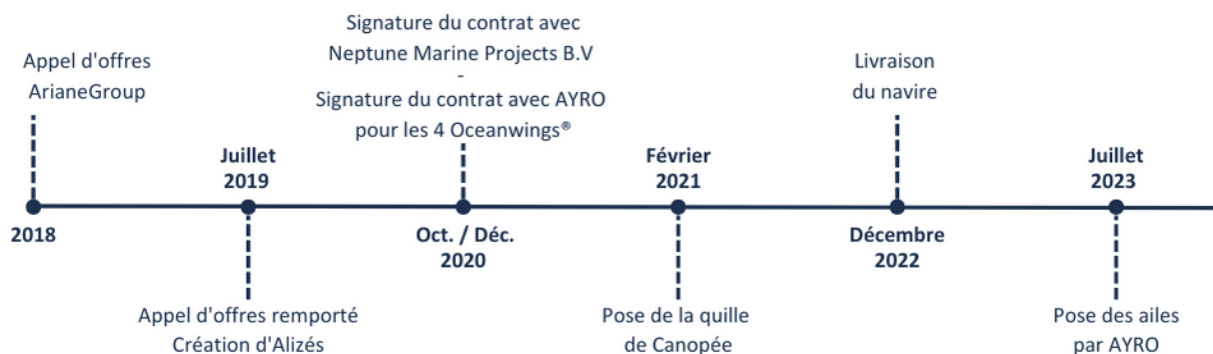 Appel d'offres
ArianeGroup
2018
Juillet
2019
Appel d'offres remporté
Création d'Alizés
Signature du contrat avec
Neptune Marine Projects B.V
-
Signature du contrat avec AYRO
pour les 4 Oceanwings®
Oct. / Déc.
2020
Février
2021
Pose de la quille
de Canopée
Livraison
du navire
Décembre
2022
Juillet
2023
Pose des ailes
par AYRO